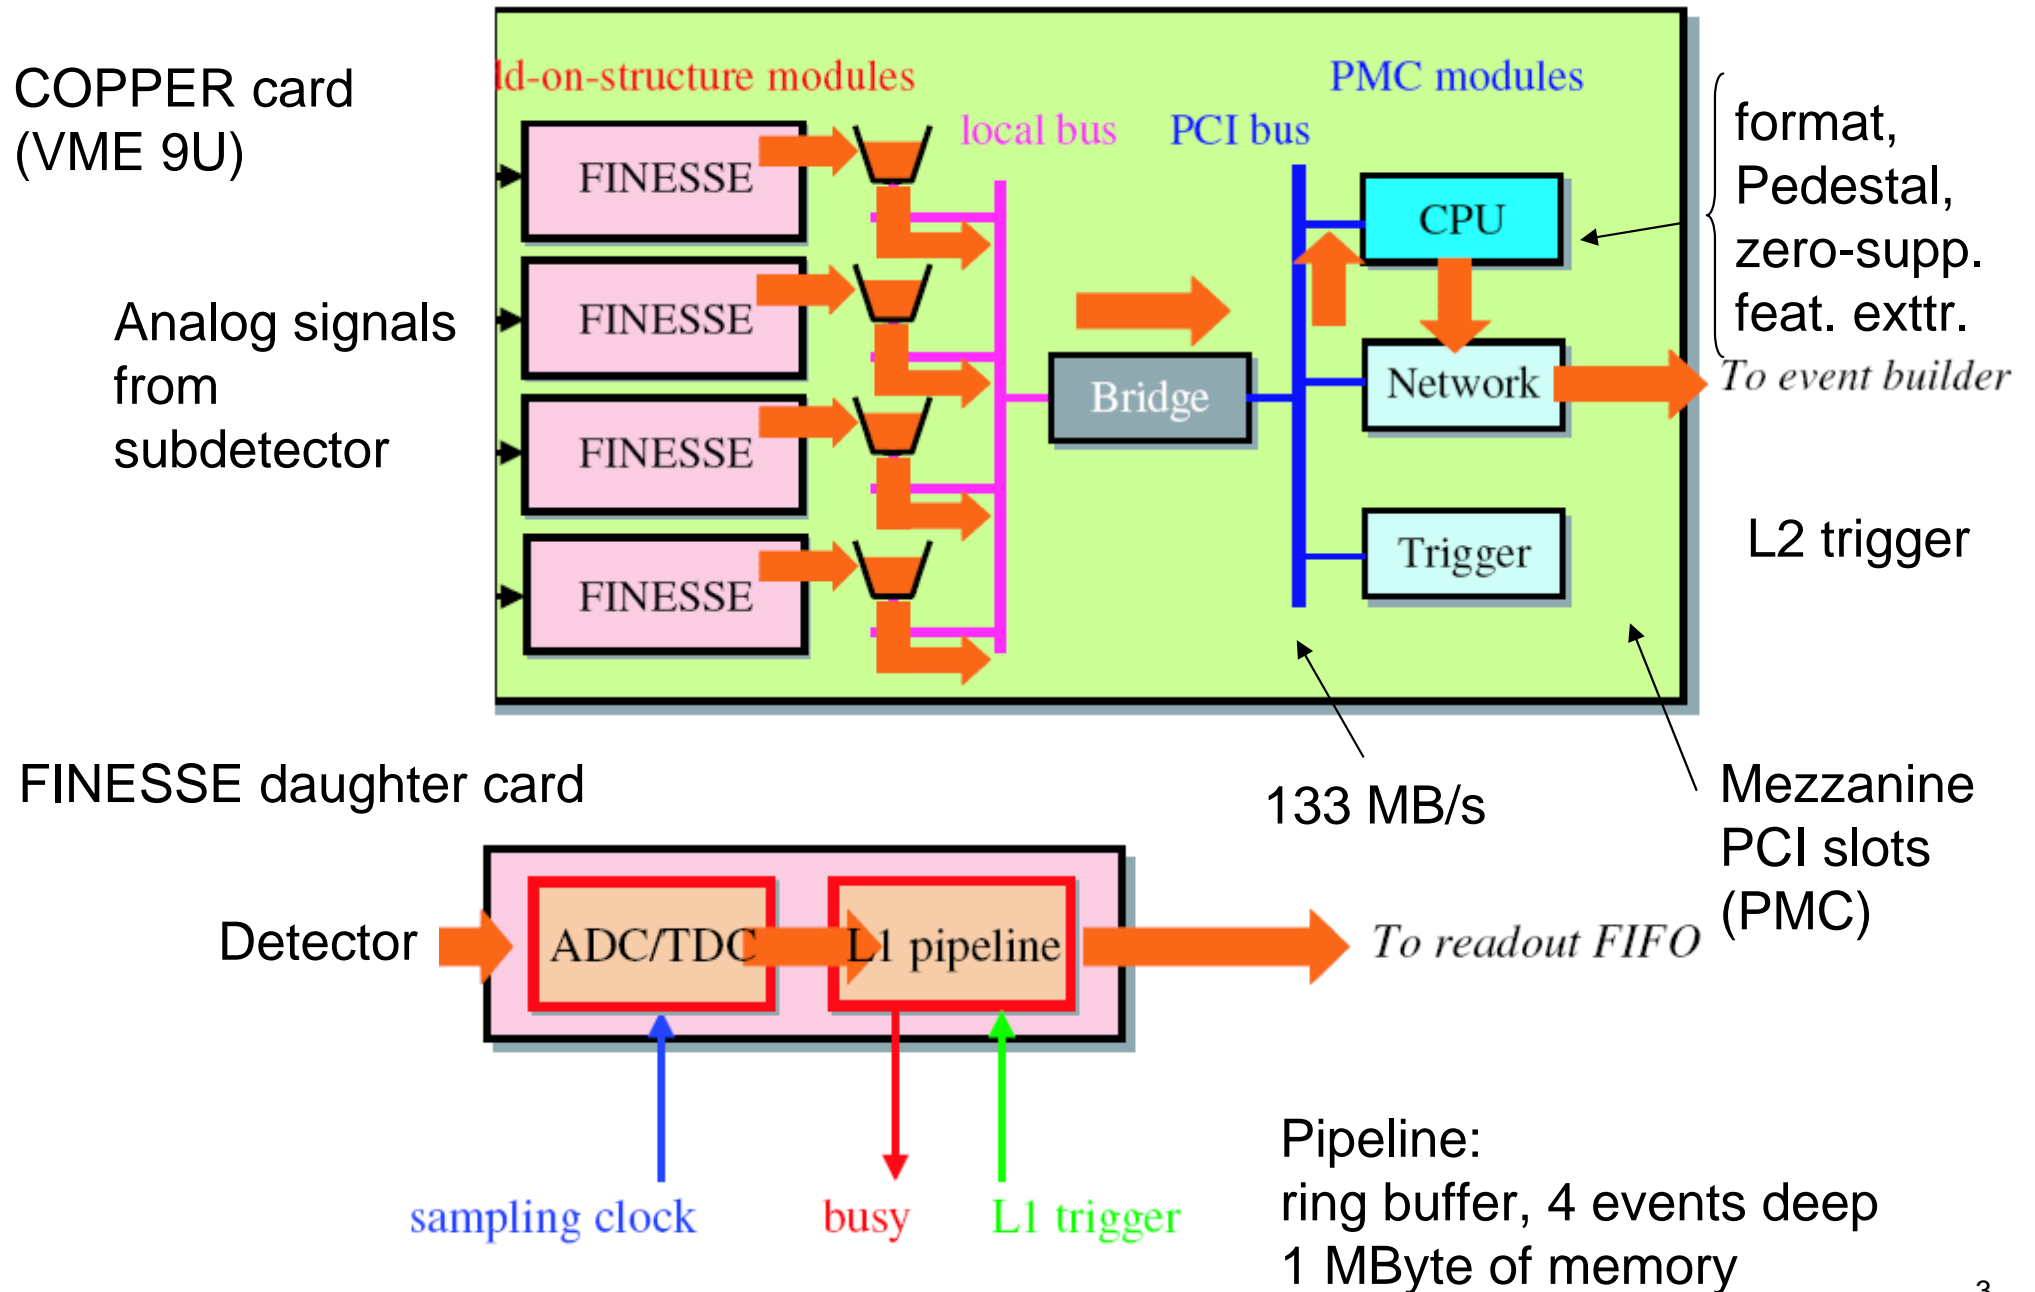 COPPER card
(VME 9U)
ld-on-structure modules
PMC modules
local bus
PCI bus
format,
Pedestal,
zero-supp.
feat. exttr.
FINESSE
CPU
Analog signals
from
subdetector
FINESSE
Bridge
Network
To event builder
FINESSE
FINESSE
Trigger
L2 trigger
FINESSE daughter card
133 MB/s
Mezzanine
PCI slots
(PMC)
Detector
ADC/TDC
L1 pipeline
To readout FIFO
sampling clock
busy
L1 trigger
Pipeline:
ring buffer, 4 events deep
1 MByte of memory
3